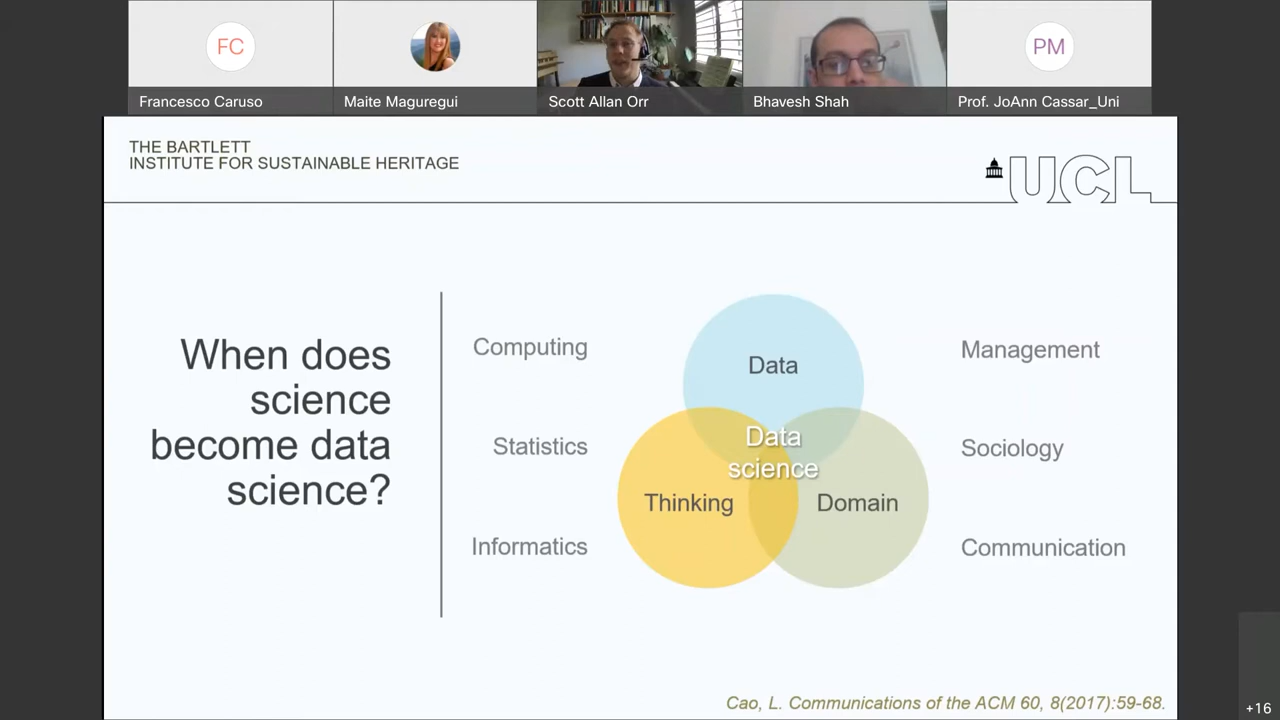 FC
PM
Francesco Caruso
Maite Maguregui
Scott Allan Orr
Bhavesh Shah
Prof. JoAnn Cassar_Uni
THE BARTLETT
INSTITUTE FOR SUSTAINABLE HERITAGE
UCL
When does
science
become data
science?
Computing
Statistics
Informatics
Data
Data
science
Thinking
Domain
Management
Sociology
Communication
Cao, L. Communications of the ACM 60, 8(2017):59-68.
+16